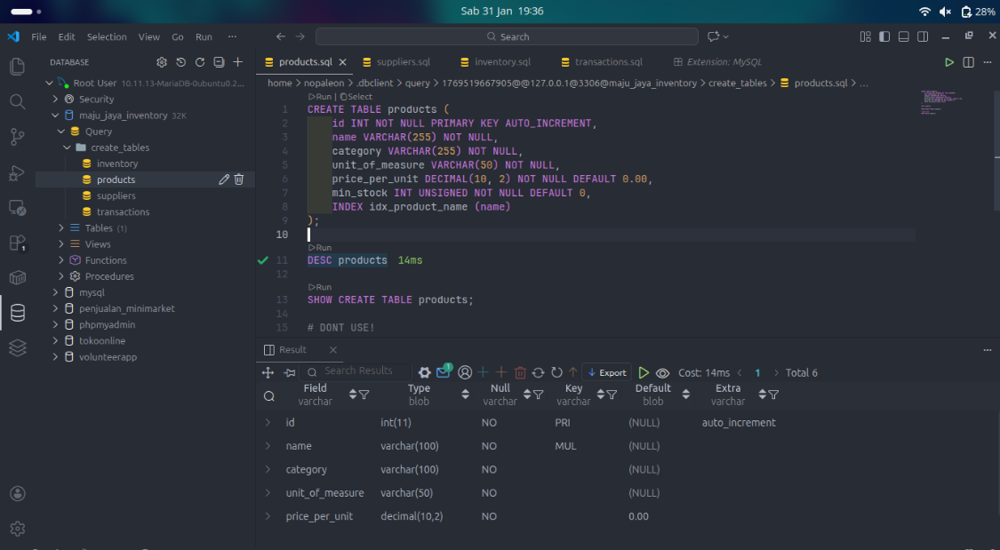 Sab 31 Jan 19:36
28%
File Edit Selection View Go Run ···
Search
DATABASE
Root User 10.11.13-MariaDB-0ubuntu0.2...
Security
maju_jaya_inventory 32K
Query
create_tables
inventory
products
suppliers
transactions
Tables (1)
Views
Functions
Procedures
mysql
penjualan_minimarket
phpmyadmin
tokoonline
volunteerapp
1
products.sql
suppliers.sql
inventory.sql
transactions.sql
Extension: MySQL
home > nopaleon > .dbclient > query > 1769519667905@@127.0.0.1@3306@maju_jaya_inventory > create_tables > products.sql > ...
Run | Select
1 CREATE TABLE products (
2 id INT NOT NULL PRIMARY KEY AUTO_INCREMENT,
3 name VARCHAR(255) NOT NULL,
4 category VARCHAR(255) NOT NULL,
5 unit_of_measure VARCHAR(50) NOT NULL,
6 price_per_unit DECIMAL(10, 2) NOT NULL DEFAULT 0.00,
7 min_stock INT UNSIGNED NOT NULL DEFAULT 0,
8 INDEX idx_product_name (name)
9 );
10
Run
11 DESC products 14ms
12
Run
13 SHOW CREATE TABLE products;
14
15 # DONT USE!
Result
Search Results
1
Export
Cost: 14ms
1
Total 6
Field Type Null Key Default Extra
varchar blob varchar varchar blob varchar
id int(11) NO PRI (NULL) auto_increment
name varchar(100) NO MUL (NULL)
category varchar(100) NO (NULL)
unit_of_measure varchar(50) NO (NULL)
price_per_unit decimal(10,2) NO 0.00